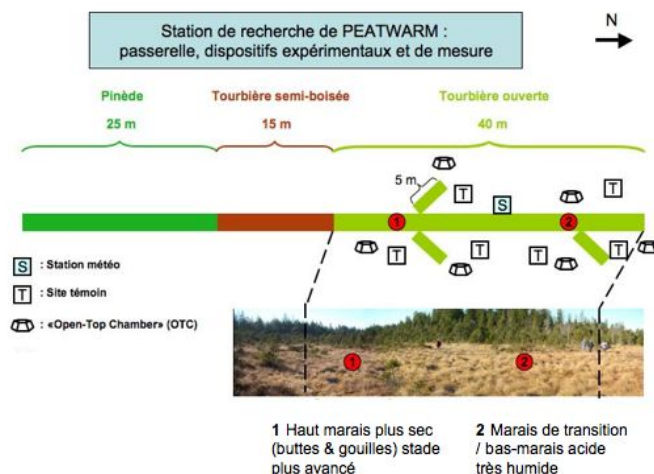 Station de recherche de PEATWARM :
passerelle, dispositifs expérimentaux et de mesure
N
Pinède
Tourbière semi-boisée
Tourbière ouverte
25 m
15 m
40 m
5 m
T
T
S
1
2
S : Station météo
T
T
T
T
T : Site témoin
: «Open-Top Chamber» (OTC)
1
2
1 Haut marais plus sec
(buttes & gouilles) stade
plus avancé
2 Marais de transition
/ bas-marais acide
très humide